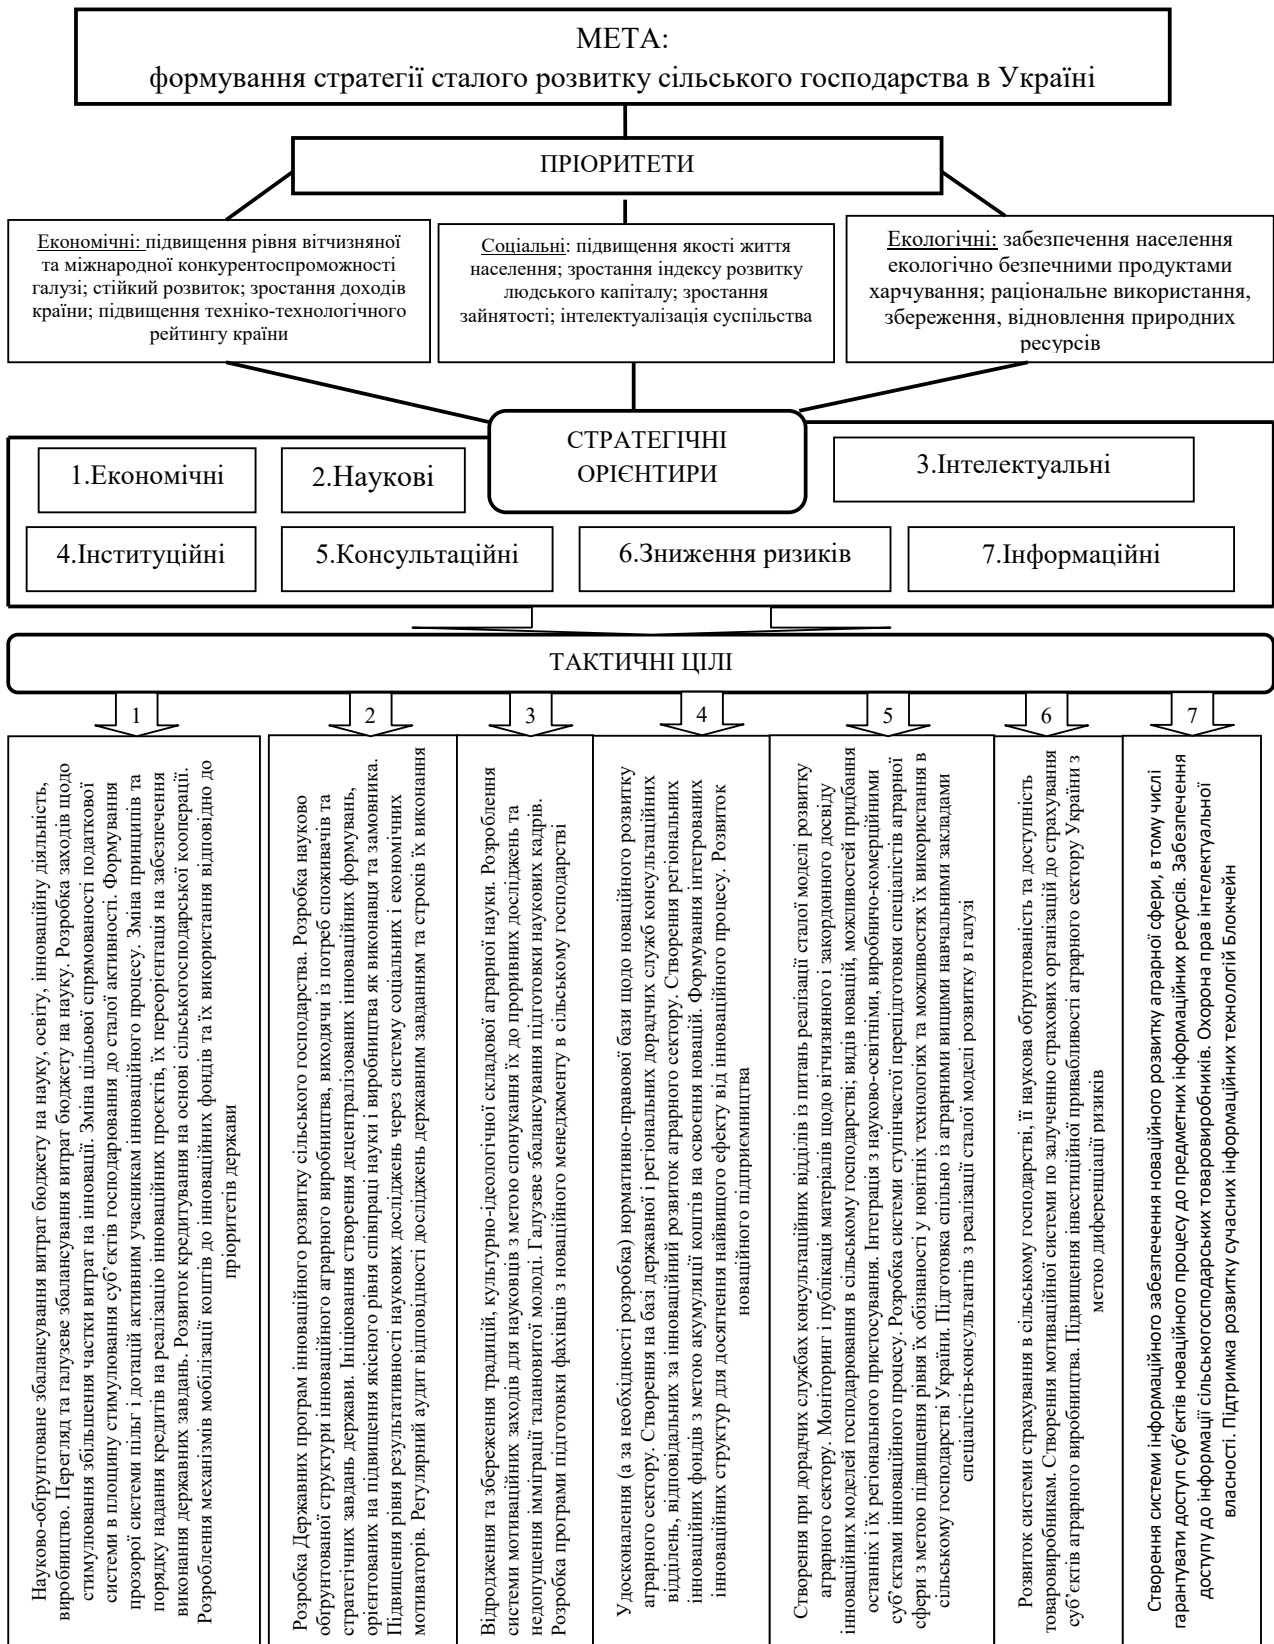 МЕТА:
формування стратегії сталого розвитку сільського господарства в Україні
ПРІОРИТЕТИ
Економічні: підвищення рівня вітчизняної
та міжнародної конкурентоспроможності
галузі; стійкий розвиток; зростання доходів
країни; підвищення техніко-технологічного
рейтингу країни
Соціальні: підвищення якості життя
населення; зростання індексу розвитку
людського капіталу; зростання
зайнятості; інтелектуалізація суспільства
Екологічні: забезпечення населення
екологічно безпечними продуктами
харчування; раціональне використання,
збереження, відновлення природних
ресурсів
СТРАТЕГІЧНІ
ОРІЄНТИРИ
1.Економічні
2.Наукові
3.Інтелектуальні
4.Інституційні
5.Консультаційні
6.Зниження ризиків
7.Інформаційні
ТАКТИЧНІ ЦІЛІ
1
2
3
4
5
6
7
Науково-обґрунтоване збалансування витрат бюджету на науку, освіту, інноваційну діяльність,
виробництво. Перегляд та галузеве збалансування витрат бюджету на науку. Розробка заходів щодо
стимулювання збільшення частки витрат на інновації. Зміна цільової спрямованості податкової
системи в площину стимулювання суб’єктів господарювання до сталої активності. Формування
прозорої системи пільг і дотацій активним учасникам інноваційного процесу. Зміна принципів та
порядку надання кредитів на реалізацію інноваційних проєктів, їх переорієнтація на забезпечення
виконання державних завдань. Розвиток кредитування на основі сільськогосподарської кооперації.
Розроблення механізмів мобілізації коштів до інноваційних фондів та їх використання відповідно до
пріоритетів держави
Розробка Державних програм інноваційного розвитку сільського господарства. Розробка науково
обґрунтованої структури інноваційного аграрного виробництва, виходячи із потреб споживачів та
стратегічних завдань держави. Ініціювання створення децентралізованих інноваційних формувань,
орієнтованих на підвищення якісного рівня співпраці науки і виробництва як виконавця та замовника.
Підвищення рівня результативності наукових досліджень через систему соціальних і економічних
мотиваторів. Регулярний аудит відповідності досліджень державним завданням та строків їх виконання
Відродження та збереження традицій, культурно-ідеологічної складової аграрної науки. Розроблення
системи мотиваційних заходів для науковців з метою спонукання їх до проривних досліджень та
недопущення імміграції талановитої молоді. Галузеве збалансування підготовки наукових кадрів.
Розробка програми підготовки фахівців з новаційного менеджменту в сільському господарстві
Удосконалення (а за необхідності розробка) нормативно-правової бази щодо новаційного розвитку
аграрного сектору. Створення на базі державної і регіональних дорадчих служб консультаційних
відділень, відповідальних за інноваційний розвиток аграрного сектору. Створення регіональних
інноваційних фондів з метою акумуляції коштів на освоєння новацій. Формування інтегрованих
інноваційних структур для досягнення найвищого ефекту від інноваційного процесу. Розвиток
новаційного підприємництва
Створення при дорадчих службах консультаційних відділів із питань реалізації сталої моделі розвитку
аграрного сектору. Моніторинг і публікація матеріалів щодо вітчизняного і закордонного досвіду
інноваційних моделей господарювання в сільському господарстві; видів новацій, можливостей придбання
останніх і їх регіонального пристосування. Інтеграція з науково-освітніми, виробничо-комерційними
суб’єктами інноваційного процесу. Розробка системи ступінчастої перепідготовки спеціалістів аграрної
сфери з метою підвищення рівня їх обізнаності у новітніх технологіях та можливостях їх використання в
сільському господарстві України. Підготовка спільно із аграрними вищими навчальними закладами
спеціалістів-консультантів з реалізації сталої моделі розвитку в галузі
Розвиток системи страхування в сільському господарстві, її наукова обґрунтованість та доступність
товаровиробникам. Створення мотиваційної системи по залученню страхових організацій до страхування
суб’єктів аграрного виробництва. Підвищення інвестиційної привабливості аграрного сектору України з
метою диференціації ризиків
Створення системи інформаційного забезпечення новаційного розвитку аграрної сфери, в тому числі
гарантувати доступ суб’єктів новаційного процесу до предметних інформаційних ресурсів. Забезпечення
доступу до інформації сільськогосподарських товаровиробників. Охорона прав інтелектуальної
власності. Підтримка розвитку сучасних інформаційних технологій Блокчейн